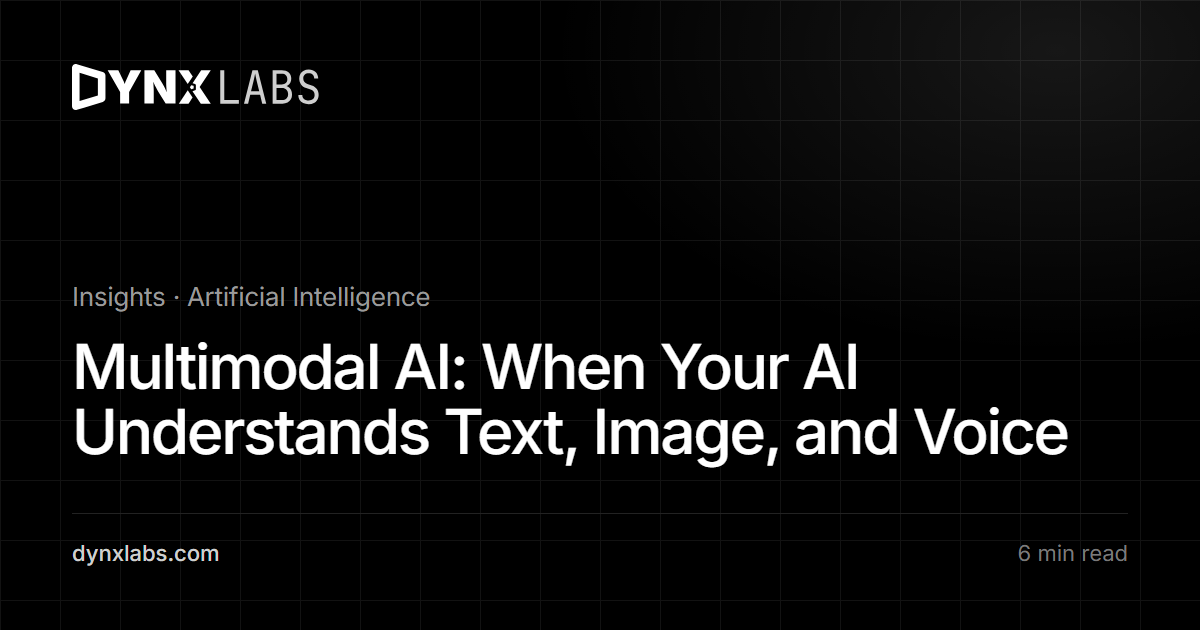 DYNX LABS
Insights · Artificial Intelligence
Multimodal AI: When Your AI
Understands Text, Image, and Voice
dynxlabs.com
6 min read